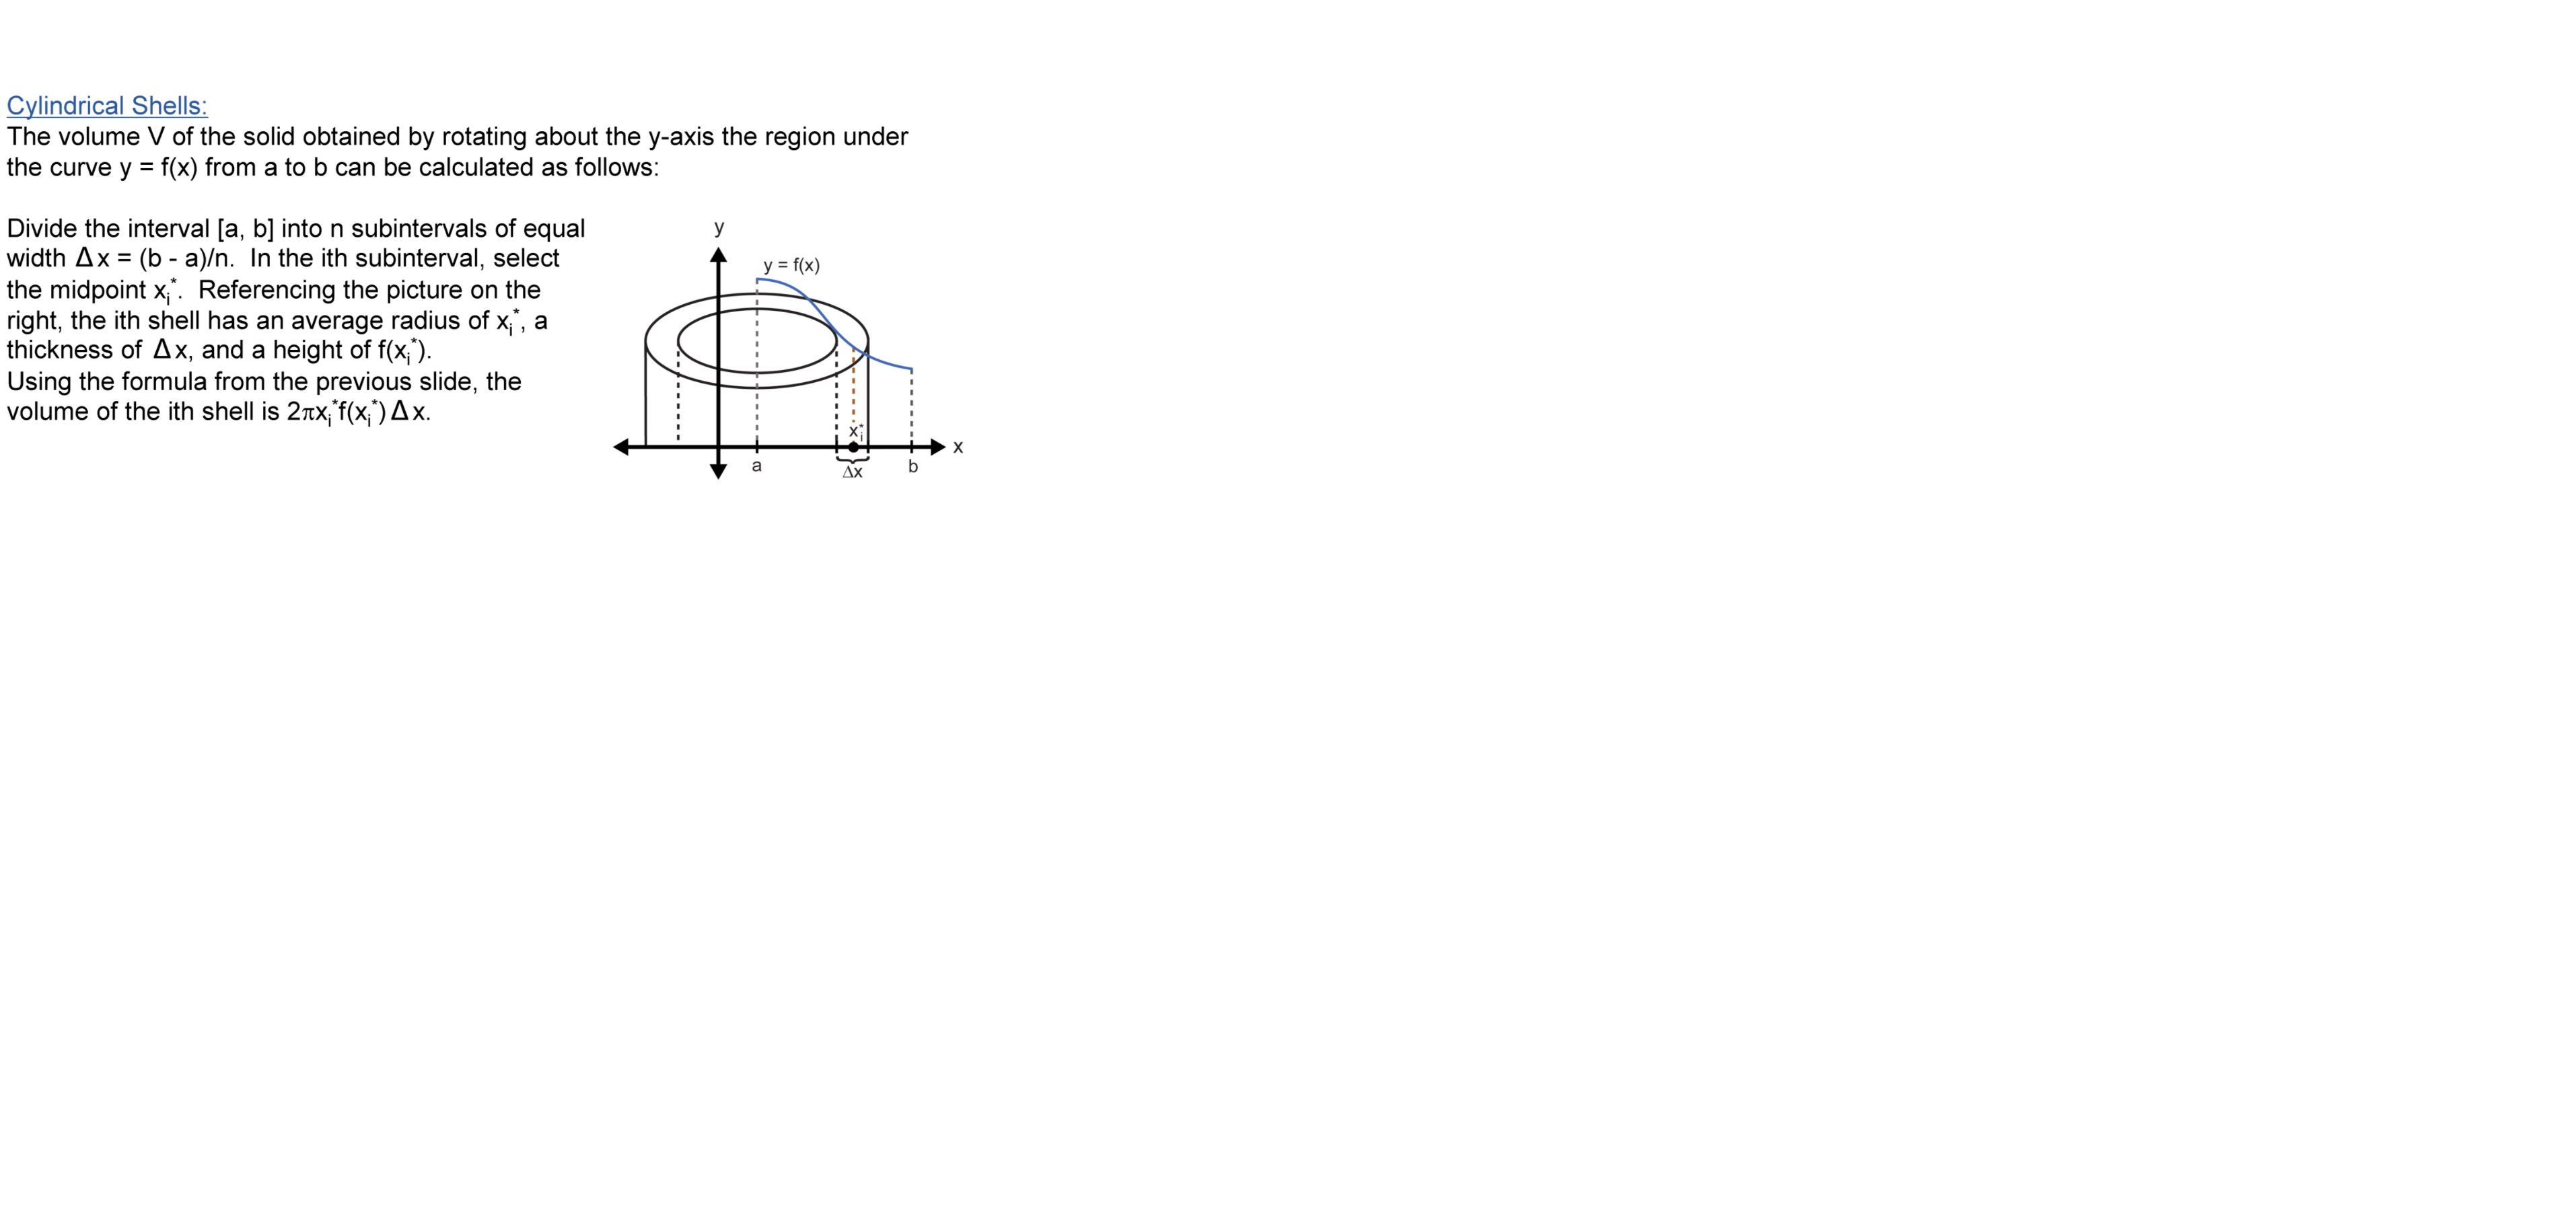 Cylindrical Shells:
The volume V of the solid obtained by rotating about the y-axis the region under
the curve y = f(x) from a to b can be calculated as follows:
Divide the interval [a, b] into n subintervals of equal
width Δx = (b - a)/n.  In the ith subinterval, select
the midpoint xᵢ*.  Referencing the picture on the
right, the ith shell has an average radius of xᵢ*, a
thickness of Δx, and a height of f(xᵢ*).
Using the formula from the previous slide, the
volume of the ith shell is 2πxᵢ*f(xᵢ*)Δx.
y
y = f(x)
xᵢ*
x
a
Δx
b